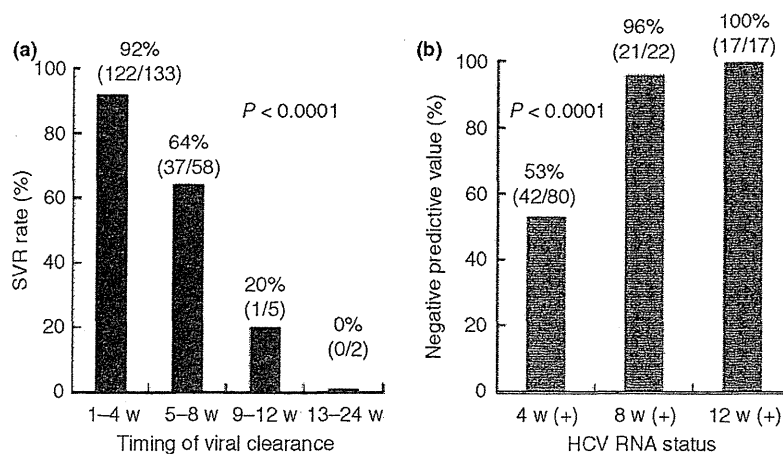 (a)
92%
(122/133)
100
80
60
40
20
0
SVR rate (%)
P < 0.0001
64%
(37/58)
20%
(1/5)
0%
(0/2)
1–4 w
5–8 w
9–12 w
13–24 w
Timing of viral clearance
(b)
100
80
60
40
20
0
Negative predictive value (%)
P < 0.0001
53%
(42/80)
96%
(21/22)
100%
(17/17)
4 w (+)
8 w (+)
12 w (+)
HCV RNA status